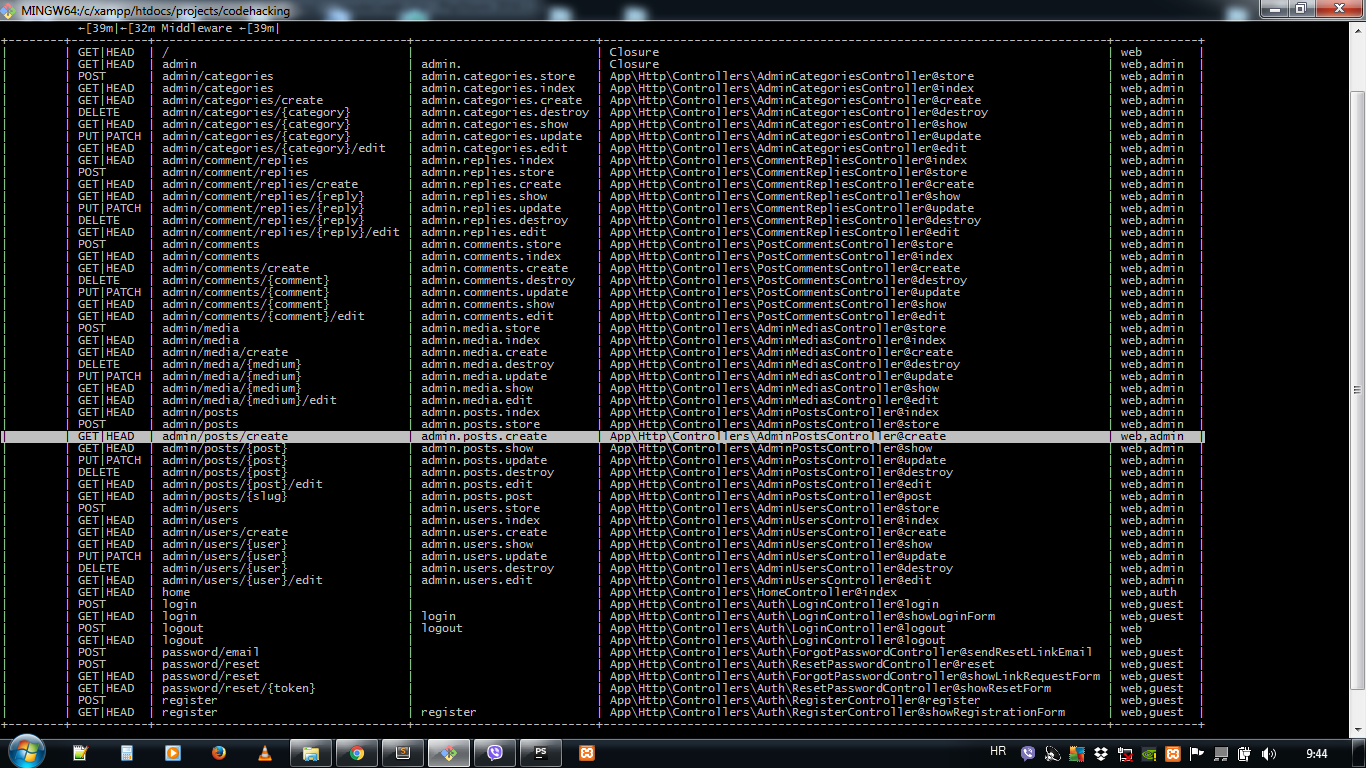 MINGW64:/c/xampp/htdocs/projects/codehacking
←[39m|←[32m Middleware ←[39m|
+---------+----------+------------------------------------+--------------------------+------------------------------------------------------------------------+------------+
| | GET|HEAD | / | | Closure | web |
| | GET|HEAD | admin | admin. | Closure | web,admin |
| | POST | admin/categories | admin.categories.store | App\Http\Controllers\AdminCategoriesController@store | web,admin |
| | GET|HEAD | admin/categories | admin.categories.index | App\Http\Controllers\AdminCategoriesController@index | web,admin |
| | GET|HEAD | admin/categories/create | admin.categories.create | App\Http\Controllers\AdminCategoriesController@create | web,admin |
| | DELETE | admin/categories/{category} | admin.categories.destroy | App\Http\Controllers\AdminCategoriesController@destroy | web,admin |
| | GET|HEAD | admin/categories/{category} | admin.categories.show | App\Http\Controllers\AdminCategoriesController@show | web,admin |
| | PUT|PATCH | admin/categories/{category} | admin.categories.update | App\Http\Controllers\AdminCategoriesController@update | web,admin |
| | GET|HEAD | admin/categories/{category}/edit | admin.categories.edit | App\Http\Controllers\AdminCategoriesController@edit | web,admin |
| | GET|HEAD | admin/comment/replies | admin.replies.index | App\Http\Controllers\CommentRepliesController@index | web,admin |
| | POST | admin/comment/replies | admin.replies.store | App\Http\Controllers\CommentRepliesController@store | web,admin |
| | GET|HEAD | admin/comment/replies/create | admin.replies.create | App\Http\Controllers\CommentRepliesController@create | web,admin |
| | GET|HEAD | admin/comment/replies/{reply} | admin.replies.show | App\Http\Controllers\CommentRepliesController@show | web,admin |
| | PUT|PATCH | admin/comment/replies/{reply} | admin.replies.update | App\Http\Controllers\CommentRepliesController@update | web,admin |
| | DELETE | admin/comment/replies/{reply} | admin.replies.destroy | App\Http\Controllers\CommentRepliesController@destroy | web,admin |
| | GET|HEAD | admin/comment/replies/{reply}/edit | admin.replies.edit | App\Http\Controllers\CommentRepliesController@edit | web,admin |
| | POST | admin/comments | admin.comments.store | App\Http\Controllers\PostCommentsController@store | web,admin |
| | GET|HEAD | admin/comments | admin.comments.index | App\Http\Controllers\PostCommentsController@index | web,admin |
| | GET|HEAD | admin/comments/create | admin.comments.create | App\Http\Controllers\PostCommentsController@create | web,admin |
| | DELETE | admin/comments/{comment} | admin.comments.destroy | App\Http\Controllers\PostCommentsController@destroy | web,admin |
| | PUT|PATCH | admin/comments/{comment} | admin.comments.update | App\Http\Controllers\PostCommentsController@update | web,admin |
| | GET|HEAD | admin/comments/{comment} | admin.comments.show | App\Http\Controllers\PostCommentsController@show | web,admin |
| | GET|HEAD | admin/comments/{comment}/edit | admin.comments.edit | App\Http\Controllers\PostCommentsController@edit | web,admin |
| | POST | admin/media | admin.media.store | App\Http\Controllers\AdminMediasController@store | web,admin |
| | GET|HEAD | admin/media | admin.media.index | App\Http\Controllers\AdminMediasController@index | web,admin |
| | GET|HEAD | admin/media/create | admin.media.create | App\Http\Controllers\AdminMediasController@create | web,admin |
| | DELETE | admin/media/{medium} | admin.media.destroy | App\Http\Controllers\AdminMediasController@destroy | web,admin |
| | PUT|PATCH | admin/media/{medium} | admin.media.update | App\Http\Controllers\AdminMediasController@update | web,admin |
| | GET|HEAD | admin/media/{medium} | admin.media.show | App\Http\Controllers\AdminMediasController@show | web,admin |
| | GET|HEAD | admin/media/{medium}/edit | admin.media.edit | App\Http\Controllers\AdminMediasController@edit | web,admin |
| | GET|HEAD | admin/posts | admin.posts.index | App\Http\Controllers\AdminPostsController@index | web,admin |
| | POST | admin/posts | admin.posts.store | App\Http\Controllers\AdminPostsController@store | web,admin |
| | GET|HEAD | admin/posts/create | admin.posts.create | App\Http\Controllers\AdminPostsController@create | web,admin |
| | GET|HEAD | admin/posts/{post} | admin.posts.show | App\Http\Controllers\AdminPostsController@show | web,admin |
| | PUT|PATCH | admin/posts/{post} | admin.posts.update | App\Http\Controllers\AdminPostsController@update | web,admin |
| | DELETE | admin/posts/{post} | admin.posts.destroy | App\Http\Controllers\AdminPostsController@destroy | web,admin |
| | GET|HEAD | admin/posts/{post}/edit | admin.posts.edit | App\Http\Controllers\AdminPostsController@edit | web,admin |
| | GET|HEAD | admin/posts/{slug} | admin.posts.post | App\Http\Controllers\AdminPostsController@post | web,admin |
| | POST | admin/users | admin.users.store | App\Http\Controllers\AdminUsersController@store | web,admin |
| | GET|HEAD | admin/users | admin.users.index | App\Http\Controllers\AdminUsersController@index | web,admin |
| | GET|HEAD | admin/users/create | admin.users.create | App\Http\Controllers\AdminUsersController@create | web,admin |
| | GET|HEAD | admin/users/{user} | admin.users.show | App\Http\Controllers\AdminUsersController@show | web,admin |
| | PUT|PATCH | admin/users/{user} | admin.users.update | App\Http\Controllers\AdminUsersController@update | web,admin |
| | DELETE | admin/users/{user} | admin.users.destroy | App\Http\Controllers\AdminUsersController@destroy | web,admin |
| | GET|HEAD | admin/users/{user}/edit | admin.users.edit | App\Http\Controllers\AdminUsersController@edit | web,admin |
| | GET|HEAD | home | | App\Http\Controllers\HomeController@index | web,auth |
| | POST | login | | App\Http\Controllers\Auth\LoginController@login | web,guest |
| | GET|HEAD | login | login | App\Http\Controllers\Auth\LoginController@showLoginForm | web,guest |
| | POST | logout | logout | App\Http\Controllers\Auth\LoginController@logout | web |
| | GET|HEAD | logout | | App\Http\Controllers\Auth\LoginController@logout | web |
| | POST | password/email | | App\Http\Controllers\Auth\ForgotPasswordController@sendResetLinkEmail | web,guest |
| | POST | password/reset | | App\Http\Controllers\Auth\ResetPasswordController@reset | web,guest |
| | GET|HEAD | password/reset | | App\Http\Controllers\Auth\ForgotPasswordController@showLinkRequestForm | web,guest |
| | GET|HEAD | password/reset/{token} | | App\Http\Controllers\Auth\ResetPasswordController@showResetForm | web,guest |
| | POST | register | | App\Http\Controllers\Auth\RegisterController@register | web,guest |
| | GET|HEAD | register | register | App\Http\Controllers\Auth\RegisterController@showRegistrationForm | web,guest |
+---------+----------+------------------------------------+--------------------------+------------------------------------------------------------------------+------------+
PS
HR
9:44